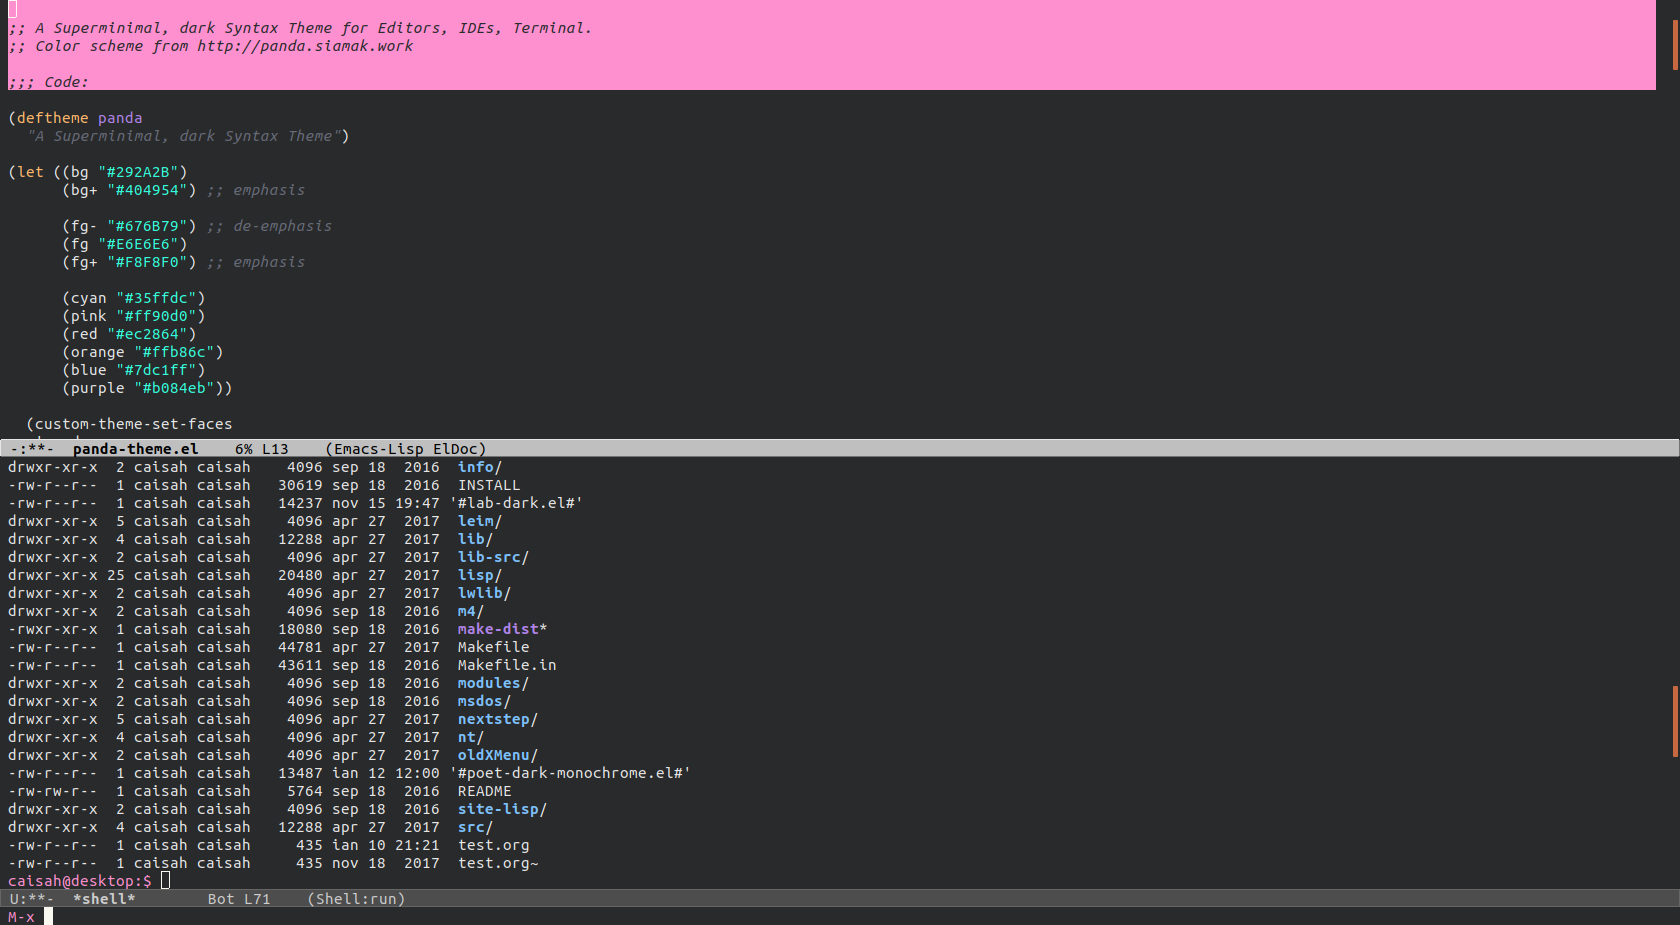 ;; A Superminimal, dark Syntax Theme for Editors, IDEs, Terminal.
;; Color scheme from http://panda.siamak.work
;;; Code:
(deftheme panda
  "A Superminimal, dark Syntax Theme")
(let ((bg "#292A2B")
      (bg+ "#404954") ;; emphasis
      (fg- "#676B79") ;; de-emphasis
      (fg "#E6E6E6")
      (fg+ "#F8F8F0") ;; emphasis
      (cyan "#35ffdc")
      (pink "#ff90d0")
      (red "#ec2864")
      (orange "#ffb86c")
      (blue "#7dc1ff")
      (purple "#b084eb"))
  (custom-theme-set-faces
-:**-  panda-theme.el    6% L13    (Emacs-Lisp ElDoc)
drwxr-xr-x  2 caisah caisah    4096 sep 18  2016  info/
-rw-r--r--  1 caisah caisah   30619 sep 18  2016  INSTALL
-rw-r--r--  1 caisah caisah   14237 nov 15 19:47 '#lab-dark.el#'
drwxr-xr-x  5 caisah caisah    4096 apr 27  2017  leim/
drwxr-xr-x  4 caisah caisah   12288 apr 27  2017  lib/
drwxr-xr-x  2 caisah caisah    4096 apr 27  2017  lib-src/
drwxr-xr-x 25 caisah caisah   20480 apr 27  2017  lisp/
drwxr-xr-x  2 caisah caisah    4096 apr 27  2017  lwlib/
drwxr-xr-x  2 caisah caisah    4096 sep 18  2016  m4/
-rwxr-xr-x  1 caisah caisah   18080 sep 18  2016  make-dist*
-rw-r--r--  1 caisah caisah   44781 apr 27  2017  Makefile
-rw-r--r--  1 caisah caisah   43611 sep 18  2016  Makefile.in
drwxr-xr-x  2 caisah caisah    4096 sep 18  2016  modules/
drwxr-xr-x  2 caisah caisah    4096 sep 18  2016  msdos/
drwxr-xr-x  5 caisah caisah    4096 apr 27  2017  nextstep/
drwxr-xr-x  4 caisah caisah    4096 apr 27  2017  nt/
drwxr-xr-x  2 caisah caisah    4096 apr 27  2017  oldXMenu/
-rw-r--r--  1 caisah caisah   13487 ian 12 12:00 '#poet-dark-monochrome.el#'
-rw-rw-r--  1 caisah caisah    5764 sep 18  2016  README
drwxr-xr-x  2 caisah caisah    4096 sep 18  2016  site-lisp/
drwxr-xr-x  4 caisah caisah   12288 apr 27  2017  src/
-rw-r--r--  1 caisah caisah     435 ian 10 21:21  test.org
-rw-r--r--  1 caisah caisah     435 nov 18  2017  test.org~
caisah@desktop:$
U:**-  *shell*        Bot L71    (Shell:run)
M-x